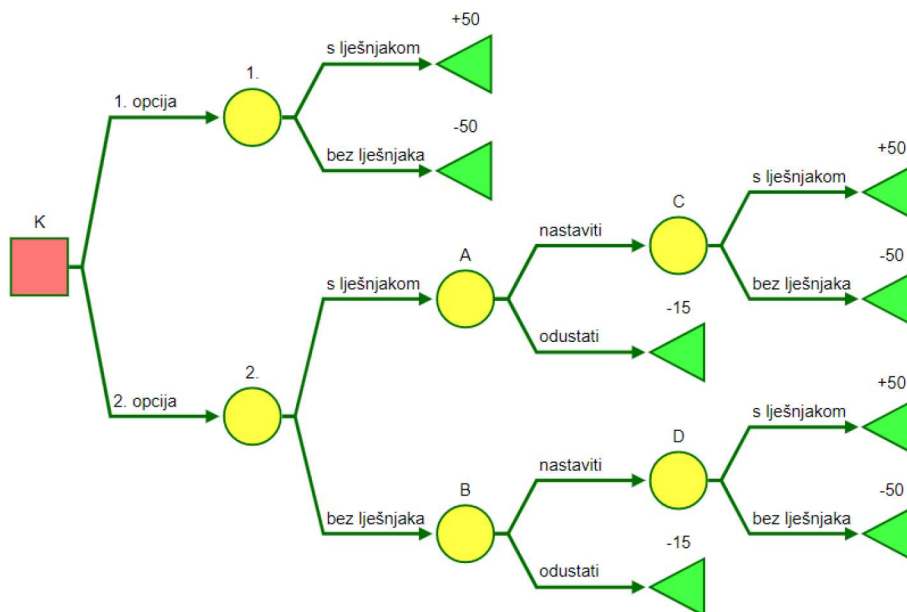 +50
s lješnjakom
1.
1. opcija
-50
bez lješnjaka
+50
s lješnjakom
C
nastaviti
K
A
-50
s lješnjakom
bez lješnjaka
-15
odustati
2.
2. opcija
+50
s lješnjakom
D
nastaviti
B
-50
bez lješnjaka
bez lješnjaka
-15
odustati